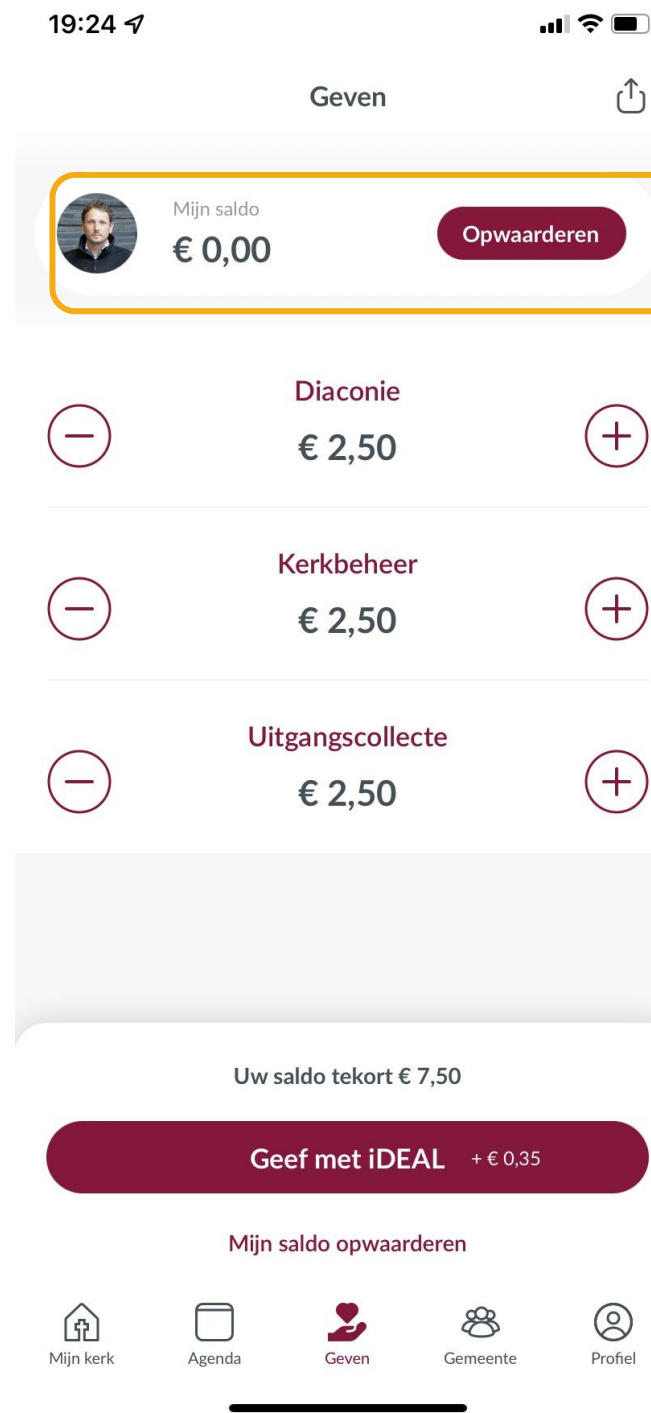 19:24
Geven
Mijn saldo
€ 0,00
Opwaarderen
Diaconie
€ 2,50
Kerkbeheer
€ 2,50
Uitgangscollecte
€ 2,50
Uw saldo tekort € 7,50
Geef met iDEAL + € 0,35
Mijn saldo opwaarderen
Mijn kerk Agenda Geven Gemeente Profiel